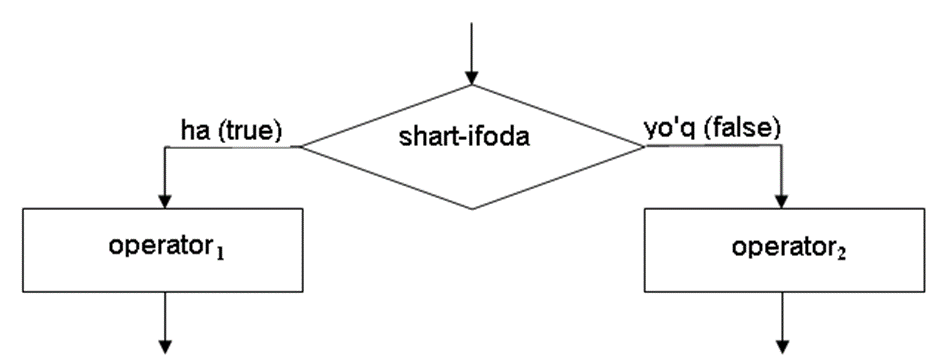 shart-ifoda
ha (true)
yo'q (false)
operator₁
operator₂